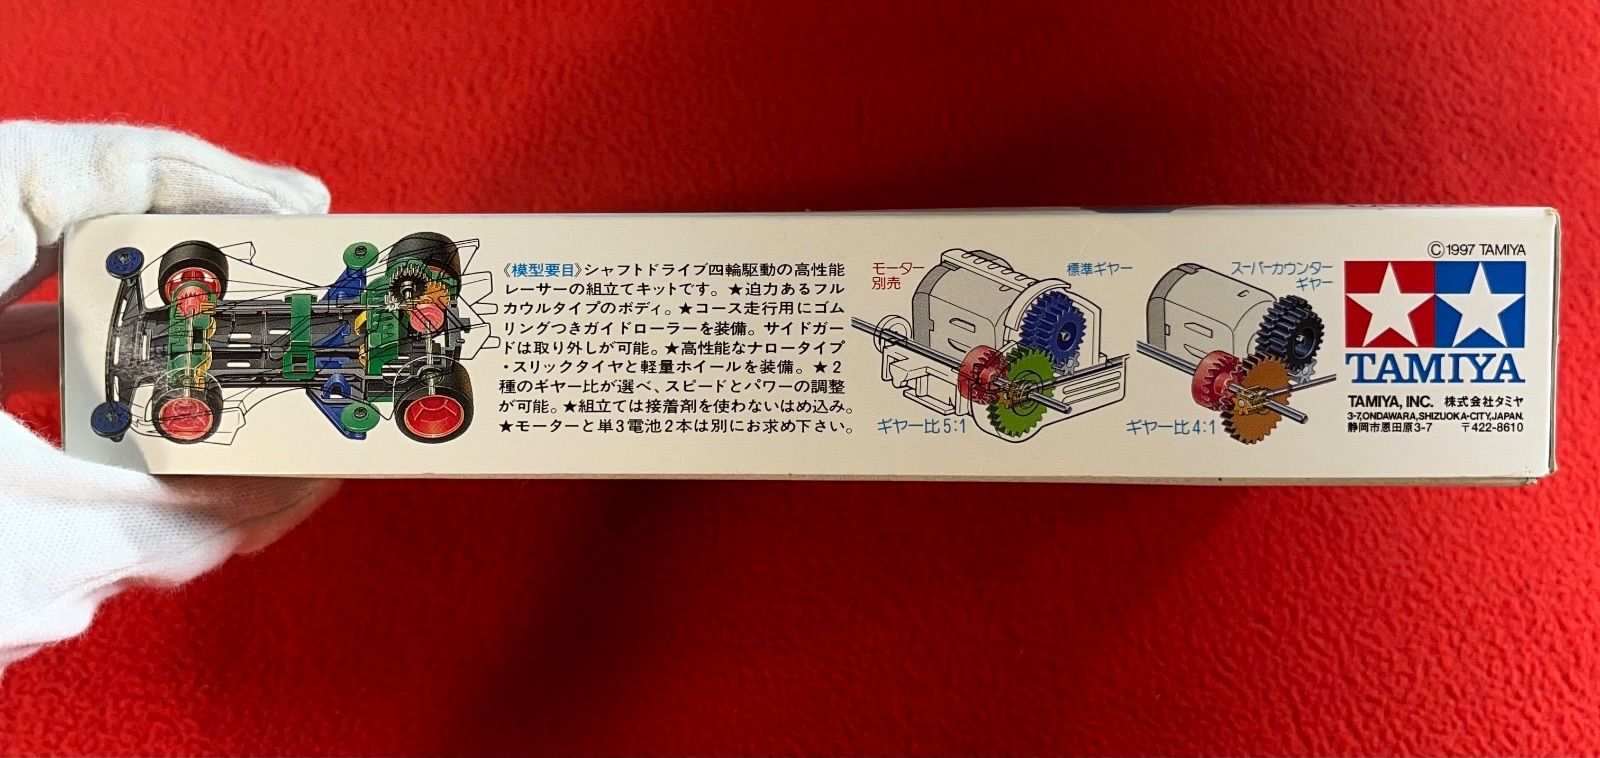 《模型要目》シャフトドライブ四輪駆動の高性能
レーサーの組立てキットです。★迫力あるフル
カウルタイプのボディ。★コース走行用にゴム
リングつきガイドローラーを装備。サイドガー
ドは取り外しが可能。★高性能なナロータイプ
・スリックタイヤと軽量ホイールを装備。★2
種のギヤー比が選べ、スピードとパワーの調整
が可能。★組立ては接着剤を使わないはめ込み。
★モーターと単3電池2本は別にお求め下さい。
モーター
別売
標準ギヤー
ギヤー比5:1
スーパーカウンター
ギヤー
ギヤー比4:1
©1997 TAMIYA
TAMIYA
TAMIYA, INC. 株式会社タミヤ
3-7,ONDAWARA,SHIZUOKA-CITY,JAPAN.
静岡市恩田原3-7 〒422-8610